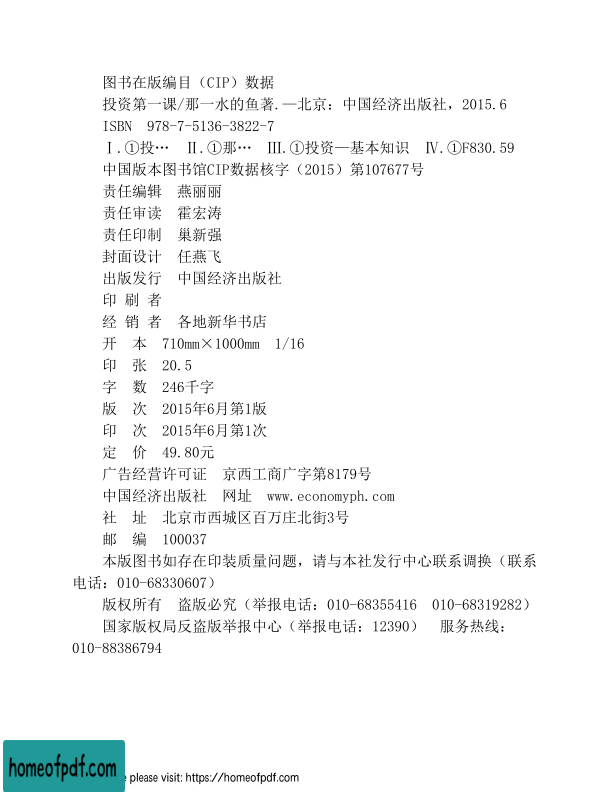 图书在版编目（CIP）数据
投资第一课/那一水的鱼著.—北京：中国经济出版社，2015.6
ISBN 978-7-5136-3822-7
Ⅰ.①投… Ⅱ.①那… Ⅲ.①投资—基本知识 Ⅳ.①F830.59
中国版本图书馆CIP数据核字（2015）第107677号
责任编辑 燕丽丽
责任审读 霍宏涛
责任印制 巢新强
封面设计 任燕飞
出版发行 中国经济出版社
印 刷 者
经 销 者 各地新华书店
开 本 710mm×1000mm 1/16
印 张 20.5
字 数 246千字
版 次 2015年6月第1版
印 次 2015年6月第1次
定 价 49.80元
广告经营许可证 京西工商广字第8179号
中国经济出版社 网址 www.economyph.com
社 址 北京市西城区百万庄北街3号
邮 编 100037
本版图书如存在印装质量问题，请与本社发行中心联系调换（联系
电话：010-68330607）
版权所有 盗版必究（举报电话：010-68355416 010-68319282）
国家版权局反盗版举报中心（举报电话：12390） 服务热线：
010-88386794
homeofpdf.com
e please visit: https://homeofpdf.com